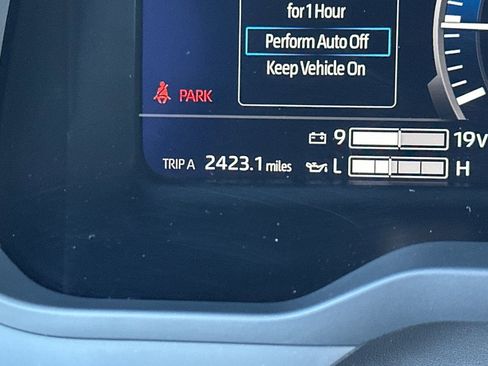 for 1 Hour
Perform Auto Off
Keep Vehicle On
PARK
9 19V
TRIP A 2423.1 miles L H